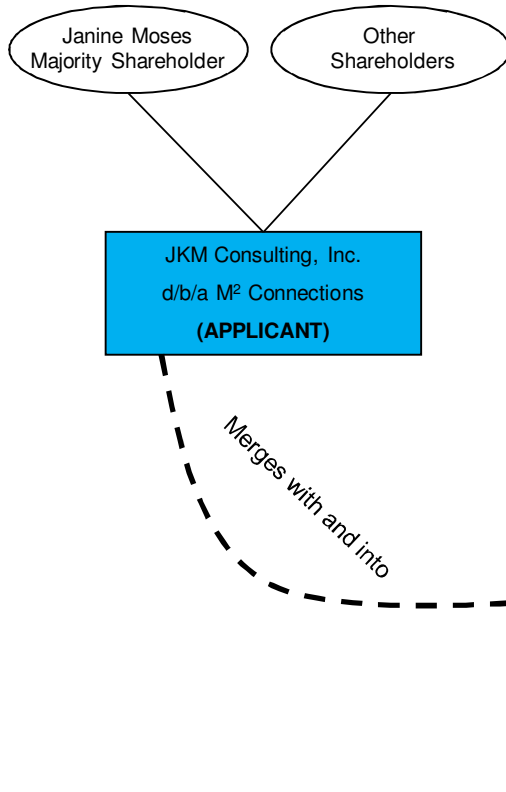 Janine Moses
Majority Shareholder
Other
Shareholders
JKM Consulting, Inc.
d/b/a M² Connections
(APPLICANT)
Merges with and into